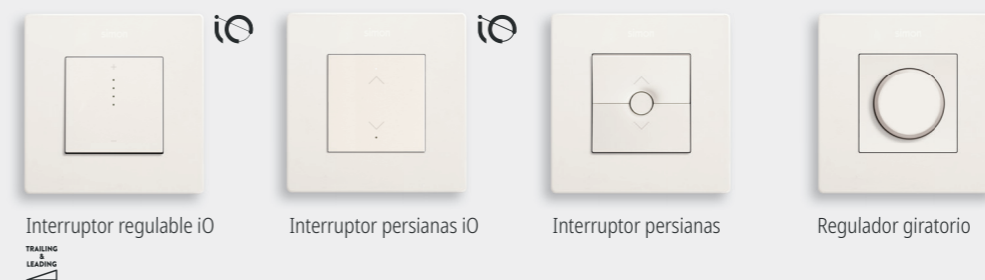 iO
iO
Interruptor regulable iO
Interruptor persianas iO
Interruptor persianas
Regulador giratorio
TRAILING
&
LEADING